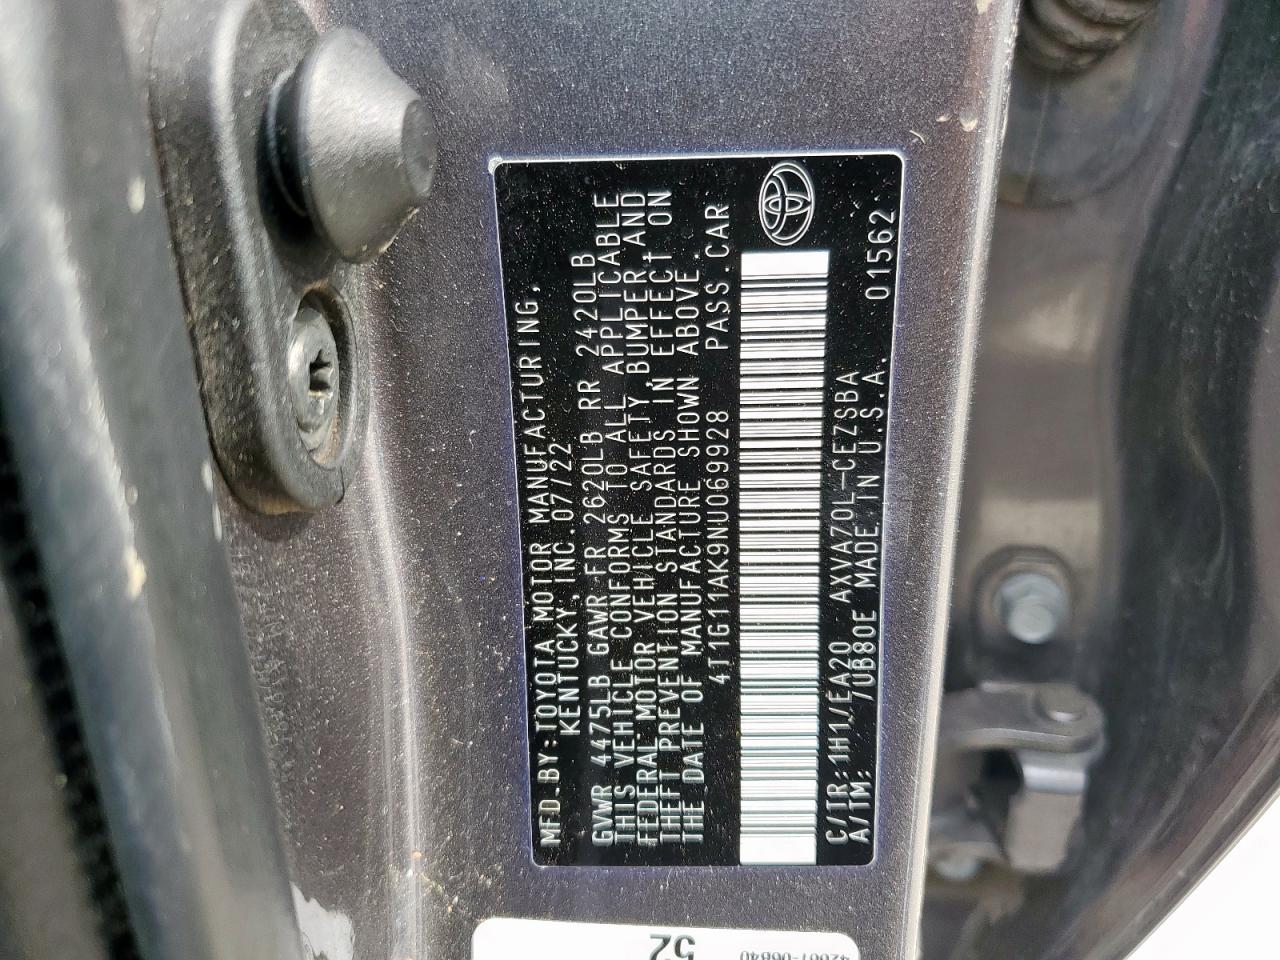 MFD.BY:TOYOTA MOTOR MANUFACTURING,
KENTUCKY, INC. 07/22
GVWR 4475LB GAWR FR 2620LB RR 2420LB
THIS VEHICLE CONFORMS TO ALL APPLICABLE
FEDERAL MOTOR VEHICLE SAFETY, BUMPER, AND
THEFT PREVENTION STANDARDS IN EFFECT ON
THE DATE OF MANUFACTURE SHOWN ABOVE.
4T1G11AK9NU069928 PASS.CAR
C/TR: 1H1/EA20 AXVA70L-CEZSBA
A/TM: /UB80E MADE IN U.S.A. 01562
52
42661-06840